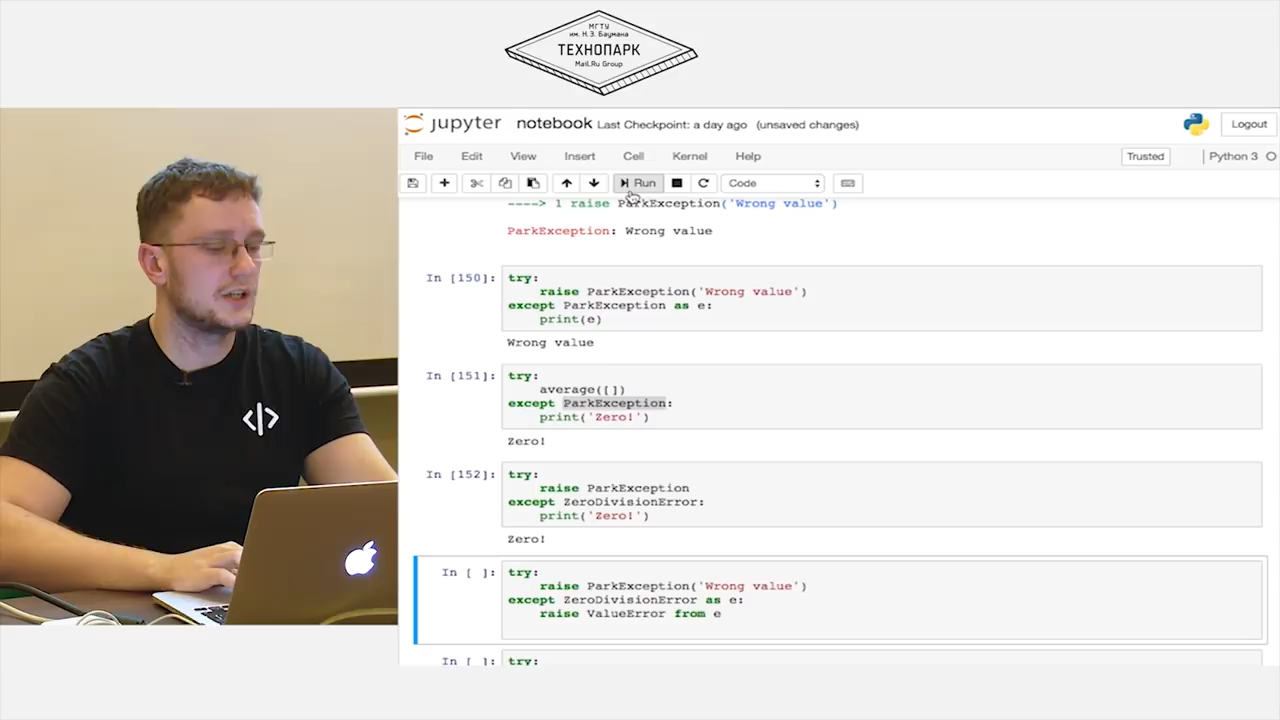 МГТУ
им. Н.Э. Баумана
ТЕХНОПАРК
Mail.Ru Group
jupyter notebook Last Checkpoint: a day ago (unsaved changes)
Logout
File Edit View Insert Cell Kernel Help
Trusted
Python 3
Run
Code
----> 1 raise ParkException('Wrong value')
ParkException: Wrong value
In [150]: try:
raise ParkException('Wrong value')
except ParkException as e:
print(e)
Wrong value
In [151]: try:
average([])
except ParkException:
print('Zero!')
Zero!
In [152]: try:
raise ParkException
except ZeroDivisionError:
print('Zero!')
Zero!
In [ ]: try:
raise ParkException('Wrong value')
except ZeroDivisionError as e:
raise ValueError from e
In [ ]: try: